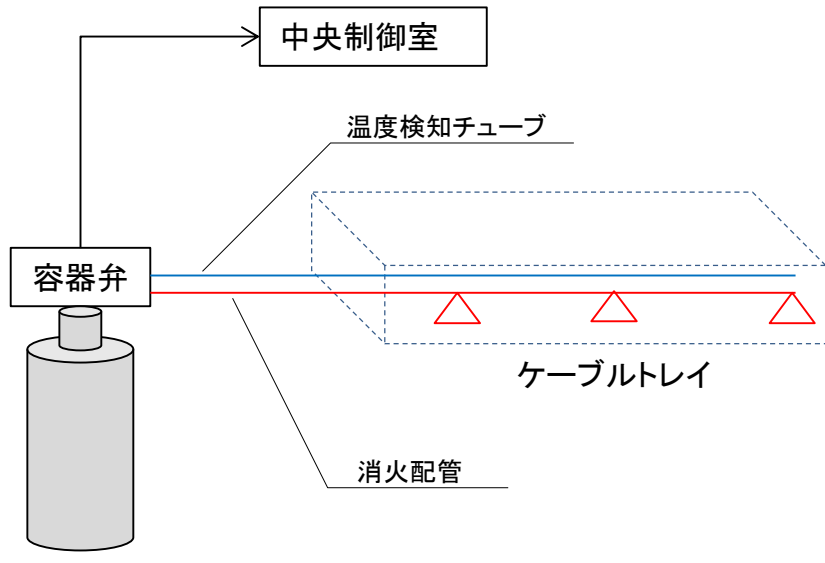 中央制御室
温度検知チューブ
容器弁
ケーブルトレイ
消火配管